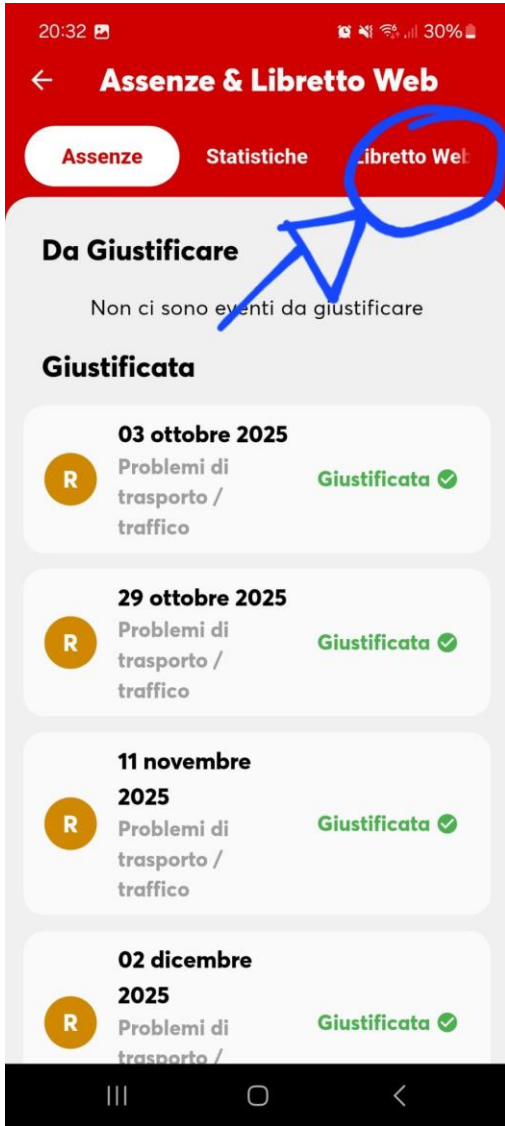 20:32 30%
Assenze & Libretto Web
Assenze Statistiche Libretto Web
Da Giustificare
Non ci sono eventi da giustificare
Giustificata
03 ottobre 2025
R Problemi di Giustificata
trasporto /
traffico
29 ottobre 2025
R Problemi di Giustificata
trasporto /
traffico
11 novembre
2025
R Problemi di Giustificata
trasporto /
traffico
02 dicembre
2025
R Problemi di Giustificata
trasporto /